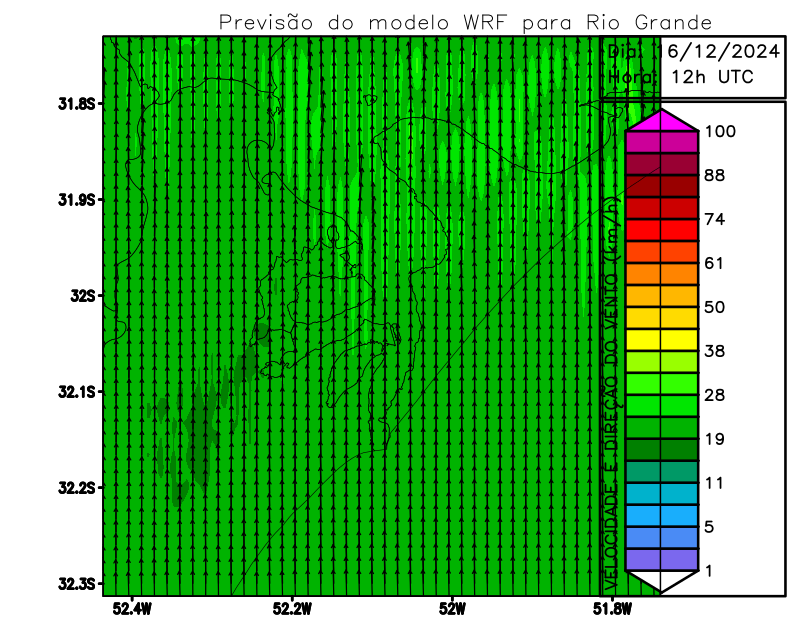 Previsão do modelo WRF para Rio Grande
Dia: 16/12/2024
Hora: 12h UTC
31.8S
31.9S
32S
32.1S
32.2S
32.3S
52.4W
52.2W
52W
51.8W
VELOCIDADE E DIREÇÃO DO VENTO (km/h)
100
88
74
61
50
38
28
19
11
5
1